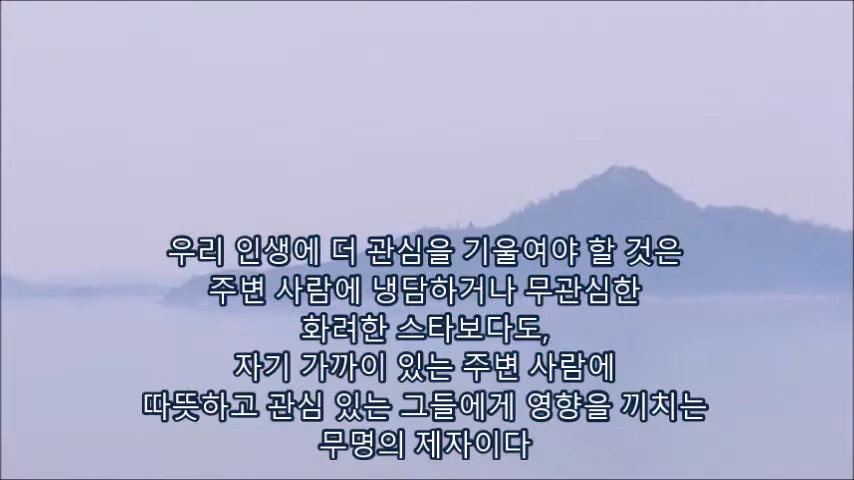 우리 인생에 더 관심을 기울여야 할 것은
주변 사람에 냉담하거나 무관심한
화려한 스타보다도,
자기 가까이 있는 주변 사람에
따뜻하고 관심 있는 그들에게 영향을 끼치는
무명의 제자이다